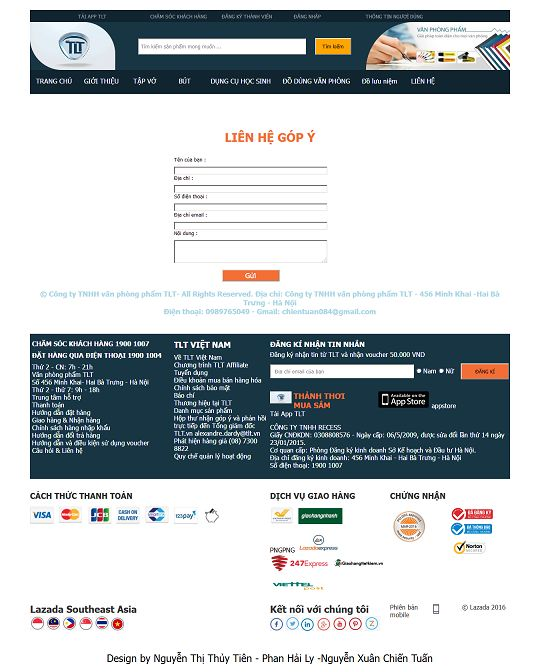 TẢI APP TLT
CHĂM SÓC KHÁCH HÀNG
ĐĂNG KÝ THÀNH VIÊN
ĐĂNG NHẬP
THÔNG TIN NGƯỜI DÙNG
TLT
Tìm kiếm sản phẩm mong muốn ....
Tìm kiếm
VĂN PHÒNG PHẨM
TRANG CHỦ
GIỚI THIỆU
TẬP VỞ
BÚT
DỤNG CỤ HỌC SINH
ĐỒ DÙNG VĂN PHÒNG
Đồ lưu niệm
LIÊN HỆ
LIÊN HỆ GÓP Ý
Tên của bạn :
Địa chỉ :
Số điện thoại :
Địa chỉ email :
Nôi dung :
Gửi
© Công ty TNHH văn phòng phẩm TLT- All Rights Reserved. Địa chỉ: Công ty TNHH văn phòng phẩm TLT - 456 Minh Khai -Hai Bà
Trưng - Hà Nội
Điện thoại: 0989765049 - Gmail: chientuan084@gmail.com
CHĂM SÓC KHÁCH HÀNG 1900 1007
ĐẶT HÀNG QUA ĐIỆN THOẠI 1900 1004
Thứ 2 - CN: 7h - 21h
Văn phòng phẩm TLT
Số 456 Minh Khai- Hai Bà Trưng - Hà Nội
Thứ 2 - thứ 7: 9h - 18h
Trung tâm hỗ trợ
Thanh toán
Hướng dẫn đặt hàng
Giao hàng & Nhận hàng
Chính sách hàng nhập khẩu
Hướng dẫn đổi trả hàng
Hướng dẫn và điều kiện sử dụng voucher
Câu hỏi & Liên hệ
TLT VIỆT NAM
Về TLT Việt Nam
Chương trình TLT Affiliate
Tuyển dụng
Điều khoản mua bán hàng hóa
Chính sách bảo mật
Báo chí
Thương hiệu tại TLT
Danh mục sản phẩm
Hộp thư nhận góp ý và phản hồi
trực tiếp đến Tổng giám đốc
TLT.vn alexandre.dardy@tlt.vn
Phát hiện hàng giả (08) 7300
8822
Quy chế quản lý hoạt động
ĐĂNG KÍ NHẬN TIN NHẮN
Đăng ký nhận tin từ TLT và nhận voucher 50.000 VND
Địa chỉ email của bạn
Nam
Nữ
ĐĂNG KÍ
THÀNH THƠI
MUA SẮM
Available on the
App Store
appstore
Tải App TLT
CÔNG TY TNHH RECESS
Giấy CNDKDN: 0308808576 - Ngày cấp: 06/5/2009, được sửa đổi lần thứ 14 ngày
23/01/2015.
Cơ quan cấp: Phòng Đăng ký kinh doanh Sở Kế hoạch và Đầu tư Hà Nội.
Địa chỉ đăng ký kinh doanh: 456 Minh Khai - Hai Bà Trưng - Hà Nội
Số điện thoại: 1900 1007
CÁCH THỨC THANH TOÁN
VISA
JCB
CASH ON
DELIVERY
123pay
DỊCH VỤ GIAO HÀNG
giaohangnhanh
PNGPNG
Lazadaexpress
247Express
Giaohangtietkiem.vn
VIETTEL
post
CHỨNG NHẬN
ĐÃ ĐĂNG KÝ
ĐÃ THÔNG BÁO
Norton
SECURED
Lazada Southeast Asia
Kết nối với chúng tôi
Phiên bản
mobile
© Lazada 2016
Design by Nguyễn Thị Thủy Tiên - Phan Hải Ly -Nguyễn Xuân Chiến Tuấn